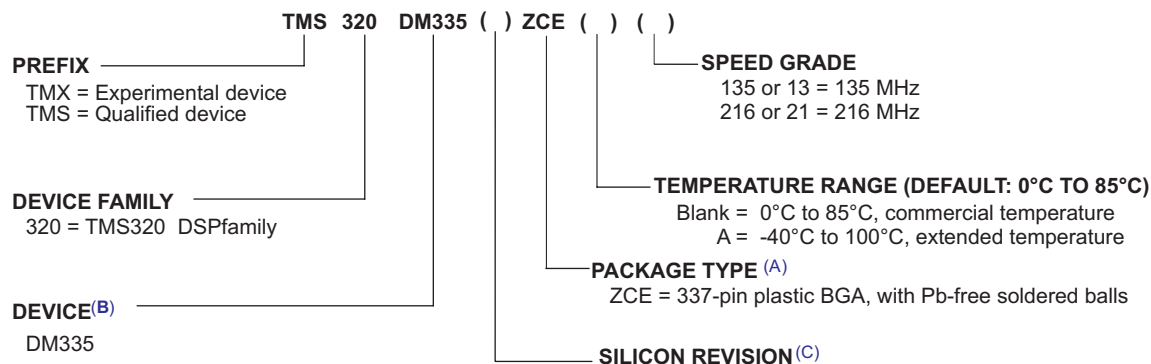 TMS 320 DM335 ( ) ZCE ( ) ( )
PREFIX
TMX = Experimental device
TMS = Qualified device
SPEED GRADE
135 or 13 = 135 MHz
216 or 21 = 216 MHz
DEVICE FAMILY
320 = TMS320 DSPfamily
TEMPERATURE RANGE (DEFAULT: 0°C TO 85°C)
Blank = 0°C to 85°C, commercial temperature
A = -40°C to 100°C, extended temperature
PACKAGE TYPE (A)
ZCE = 337-pin plastic BGA, with Pb-free soldered balls
DEVICE(B)
DM335
SILICON REVISION (C)